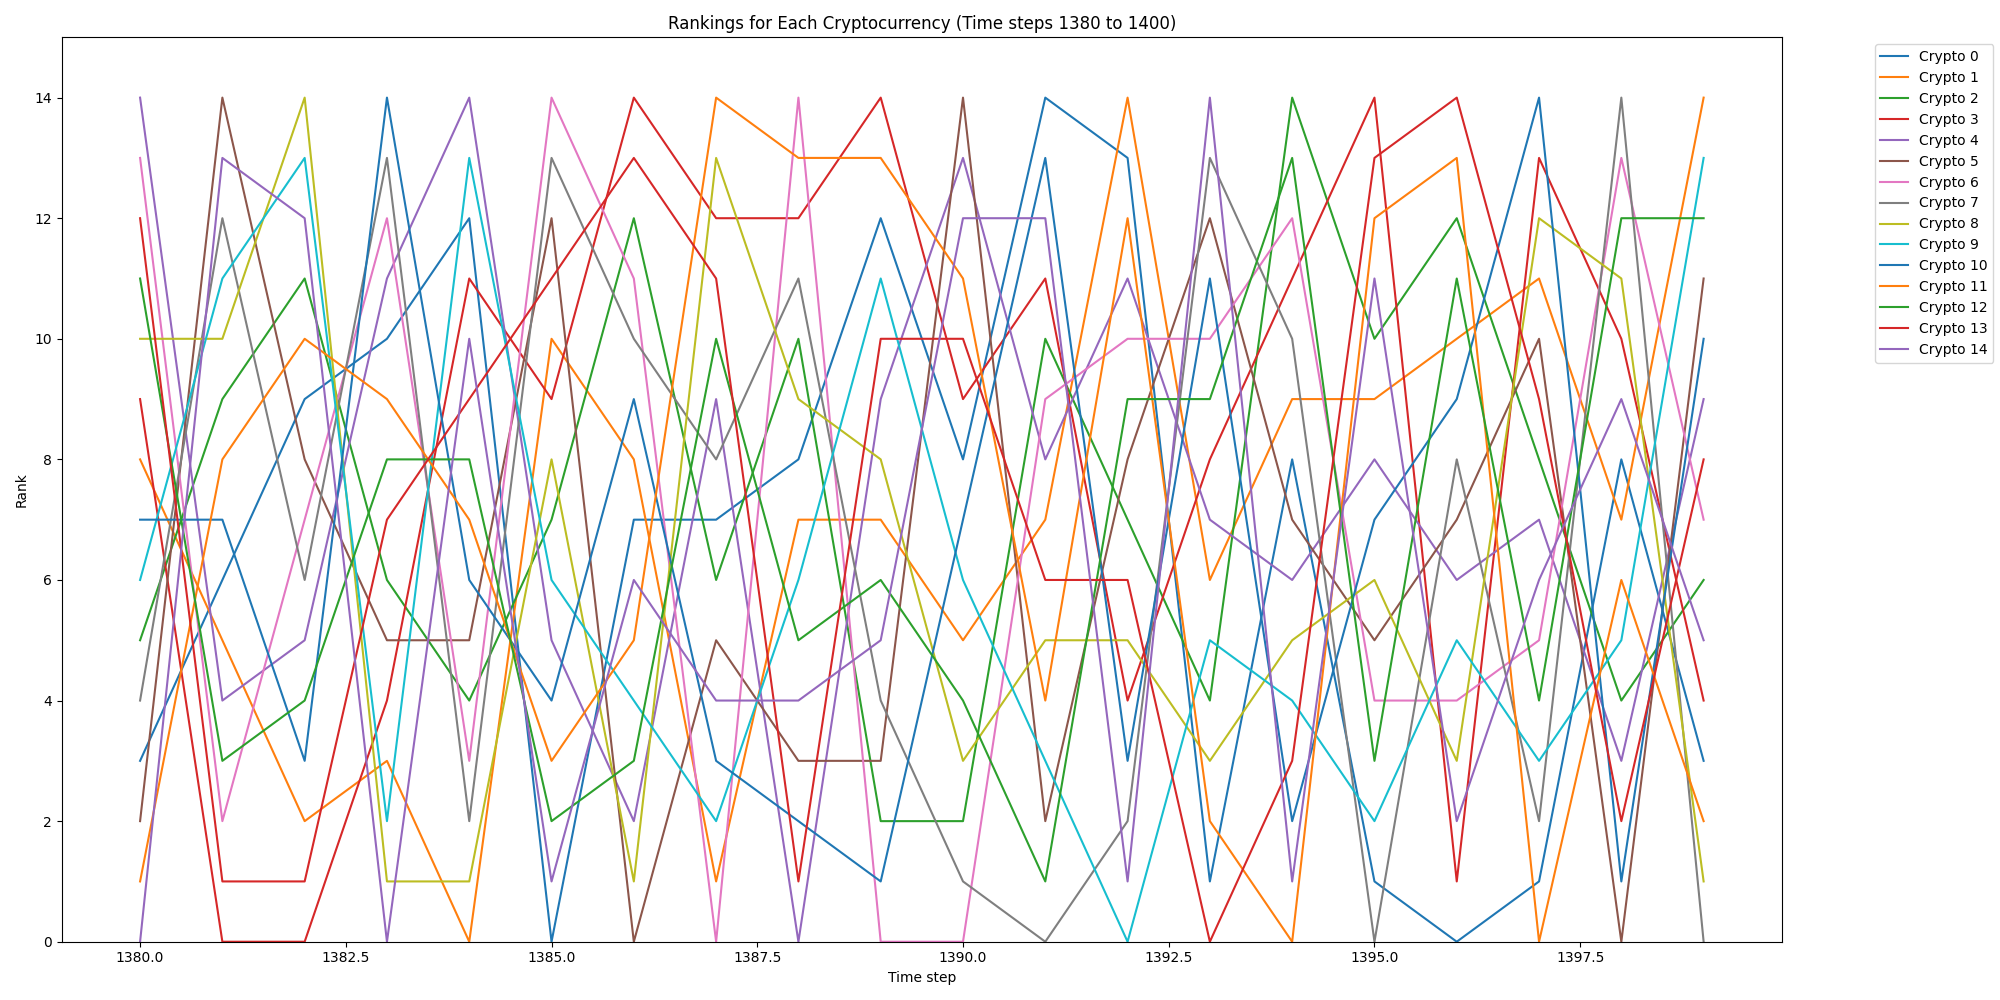 Rankings for Each Cryptocurrency (Time steps 1380 to 1400)
Rank
14
12
10
8
6
4
2
0
1380.0 1382.5 1385.0 1387.5 1390.0 1392.5 1395.0 1397.5
Time step
Crypto 0
Crypto 1
Crypto 2
Crypto 3
Crypto 4
Crypto 5
Crypto 6
Crypto 7
Crypto 8
Crypto 9
Crypto 10
Crypto 11
Crypto 12
Crypto 13
Crypto 14